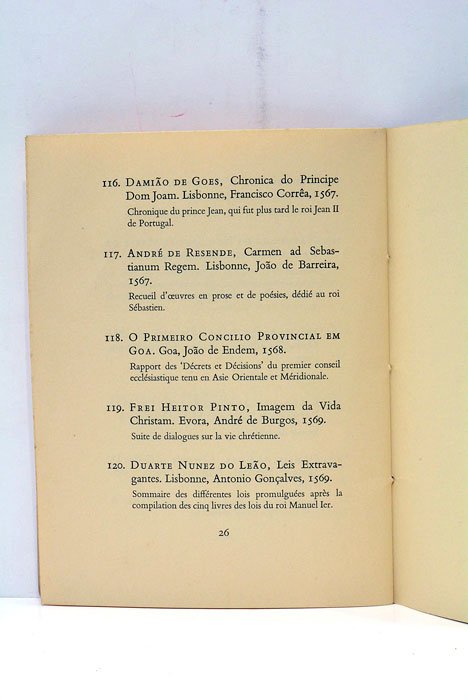 116. DAMIÃO DE GOES, Chronica do Principe
Dom Joam. Lisbonne, Francisco Corrêa, 1567.
Chronique du prince Jean, qui fut plus tard le roi Jean II
de Portugal.
117. ANDRÉ DE RESENDE, Carmen ad Sebas-
tianum Regem. Lisbonne, João de Barreira,
1567.
Recueil d'œuvres en prose et de poésies, dédié au roi
Sébastien.
118. O PRIMEIRO CONCILIO PROVINCIAL EM
GOA. Goa, João de Endem, 1568.
Rapport des 'Décrets et Décisions' du premier conseil
ecclésiastique tenu en Asie Orientale et Méridionale.
119. FREI HEITOR PINTO, Imagem da Vida
Christam. Evora, André de Burgos, 1569.
Suite de dialogues sur la vie chrétienne.
120. DUARTE NUNEZ DO LEÃO, Leis Extrava-
gantes. Lisbonne, Antonio Gonçalves, 1569.
Sommaire des différentes lois promulguées après la
compilation des cinq livres des lois du roi Manuel Ier.
26